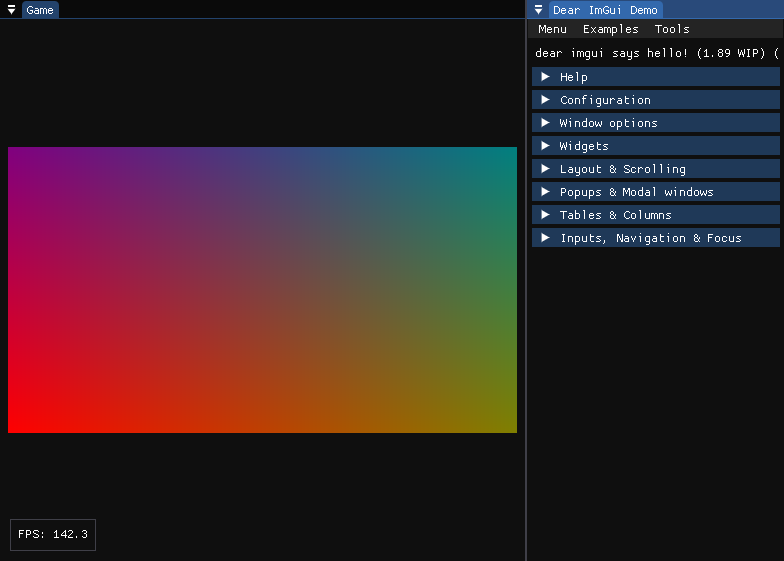 Game
FPS: 142.3
Dear ImGui Demo
Menu Examples Tools
dear imgui says hello! (1.89 WIP) (
Help
Configuration
Window options
Widgets
Layout & Scrolling
Popups & Modal windows
Tables & Columns
Inputs, Navigation & Focus